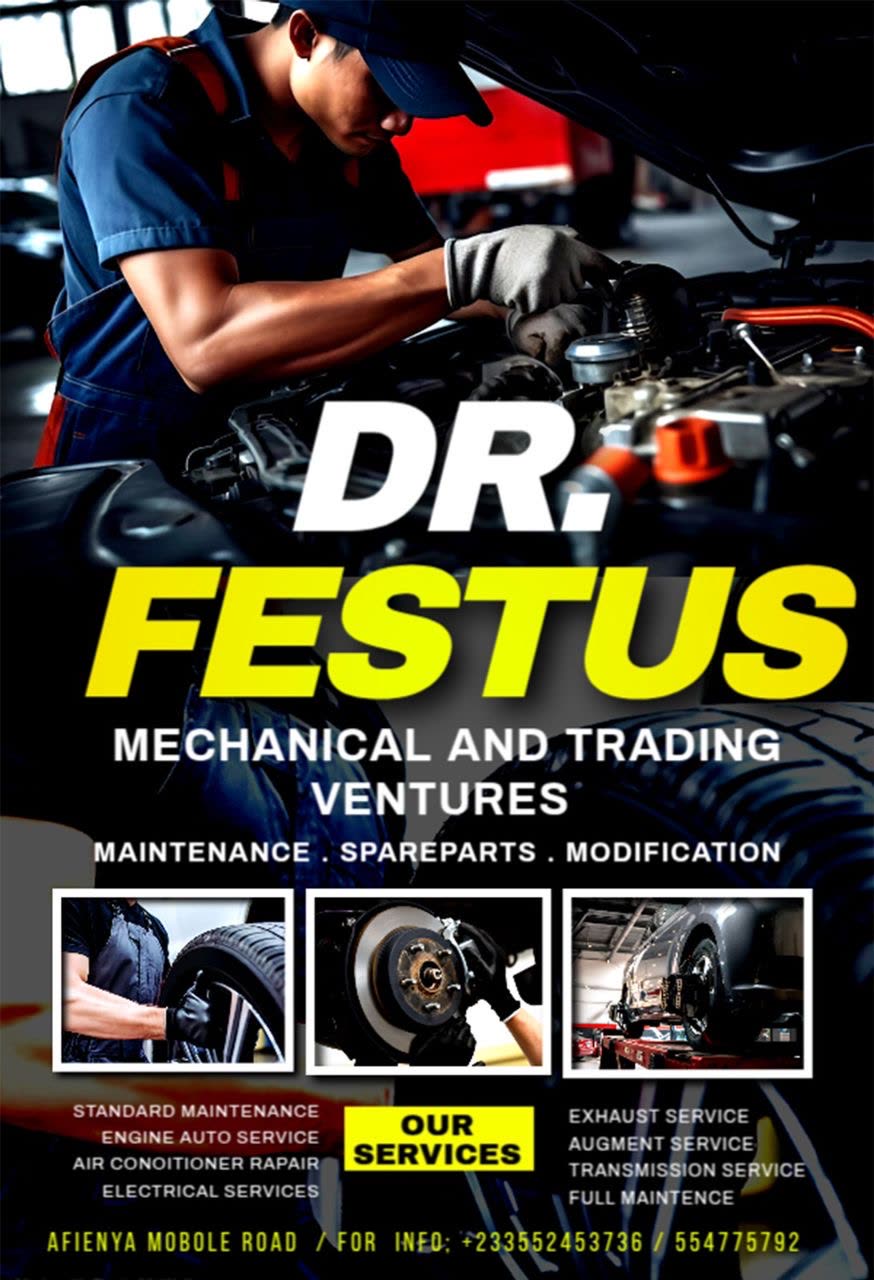 DR.
FESTUS
MECHANICAL AND TRADING
VENTURES
MAINTENANCE . SPAREPARTS . MODIFICATION
STANDARD MAINTENANCE
ENGINE AUTO SERVICE
AIR CONOITIONER RAPAIR
ELECTRICAL SERVICES
OUR
SERVICES
EXHAUST SERVICE
AUGMENT SERVICE
TRANSMISSION SERVICE
FULL MAINTENCE
AFIENYA MOBOLE ROAD / FOR INFO; +233552453736 / 554775792